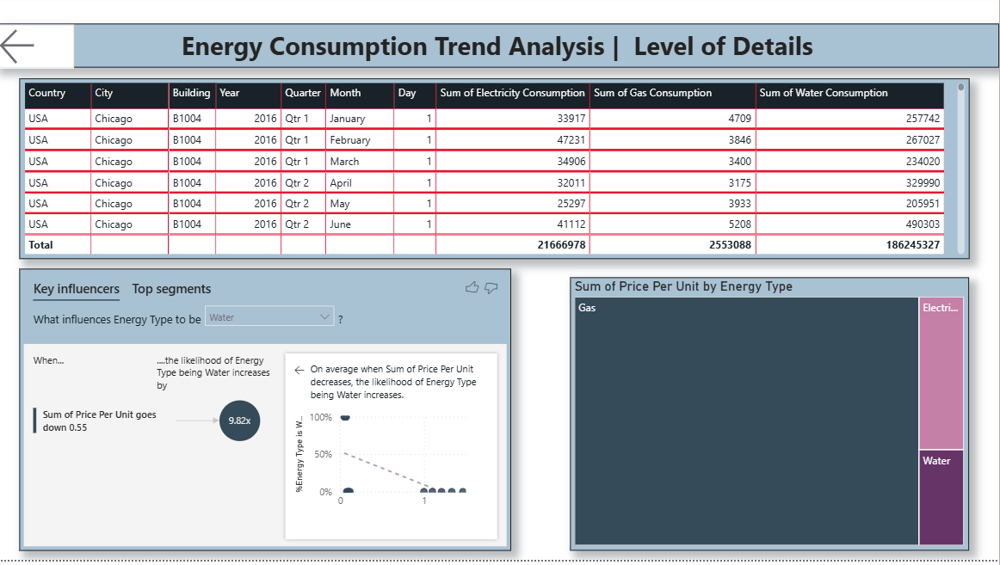 Energy Consumption Trend Analysis | Level of Details
Country City Building Year Quarter Month Day Sum of Electricity Consumption Sum of Gas Consumption Sum of Water Consumption
USA Chicago B1004 2016 Qtr 1 January 1 33917 4709 257742
USA Chicago B1004 2016 Qtr 1 February 1 47231 3846 267027
USA Chicago B1004 2016 Qtr 1 March 1 34906 3400 234020
USA Chicago B1004 2016 Qtr 2 April 1 32011 3175 329990
USA Chicago B1004 2016 Qtr 2 May 1 25297 3933 205951
USA Chicago B1004 2016 Qtr 2 June 1 41112 5208 490303
Total 21666978 2553088 186245327
Key influencers Top segments
What influences Energy Type to be Water ?
When...
....the likelihood of Energy
Type being Water increases
by
Sum of Price Per Unit goes
down 0.55
9.82x
On average when Sum of Price Per Unit
decreases, the likelihood of Energy Type
being Water increases.
%Energy Type is W...
100%
50%
0%
0 1
Sum of Price Per Unit by Energy Type
Gas
Electri...
Water